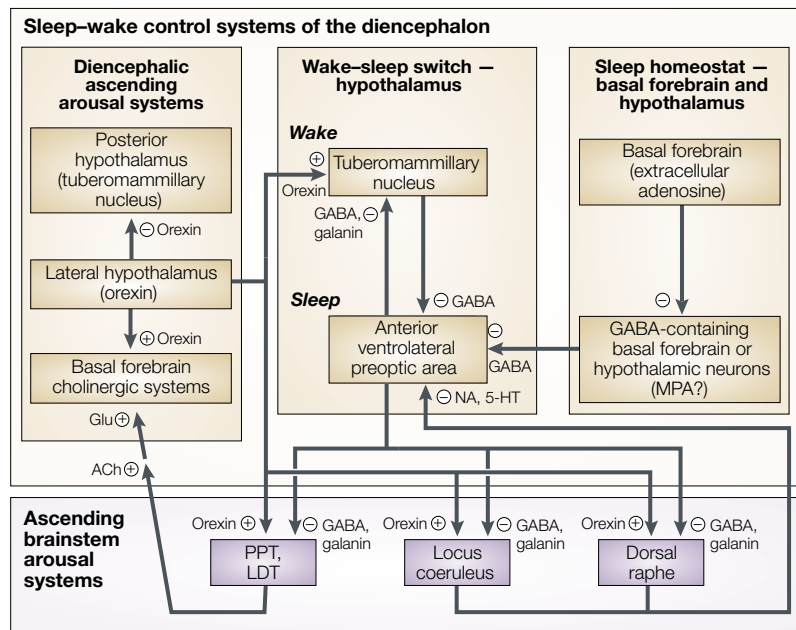 Sleep–wake control systems of the diencephalon
Diencephalic
ascending
arousal systems
Posterior
hypothalamus
(tuberomammillary
nucleus)
⊖ Orexin
Lateral hypothalamus
(orexin)
⊕ Orexin
Basal forebrain
cholinergic systems
Glu ⊕
ACh ⊕
Wake–sleep switch —
hypothalamus
Wake
⊕
Orexin
Tuberomammillary
nucleus
GABA, ⊖
galanin
⊖ GABA
Sleep
Anterior
ventrolateral
preoptic area
⊖
GABA
⊖ NA, 5-HT
Sleep homeostat —
basal forebrain and
hypothalamus
Basal forebrain
(extracellular
adenosine)
⊖
GABA-containing
basal forebrain or
hypothalamic neurons
(MPA?)
Ascending
brainstem
arousal
systems
Orexin ⊕
⊖ GABA,
galanin
PPT,
LDT
Orexin ⊕
⊖ GABA,
galanin
Locus
coeruleus
Orexin ⊕
⊖ GABA,
galanin
Dorsal
raphe